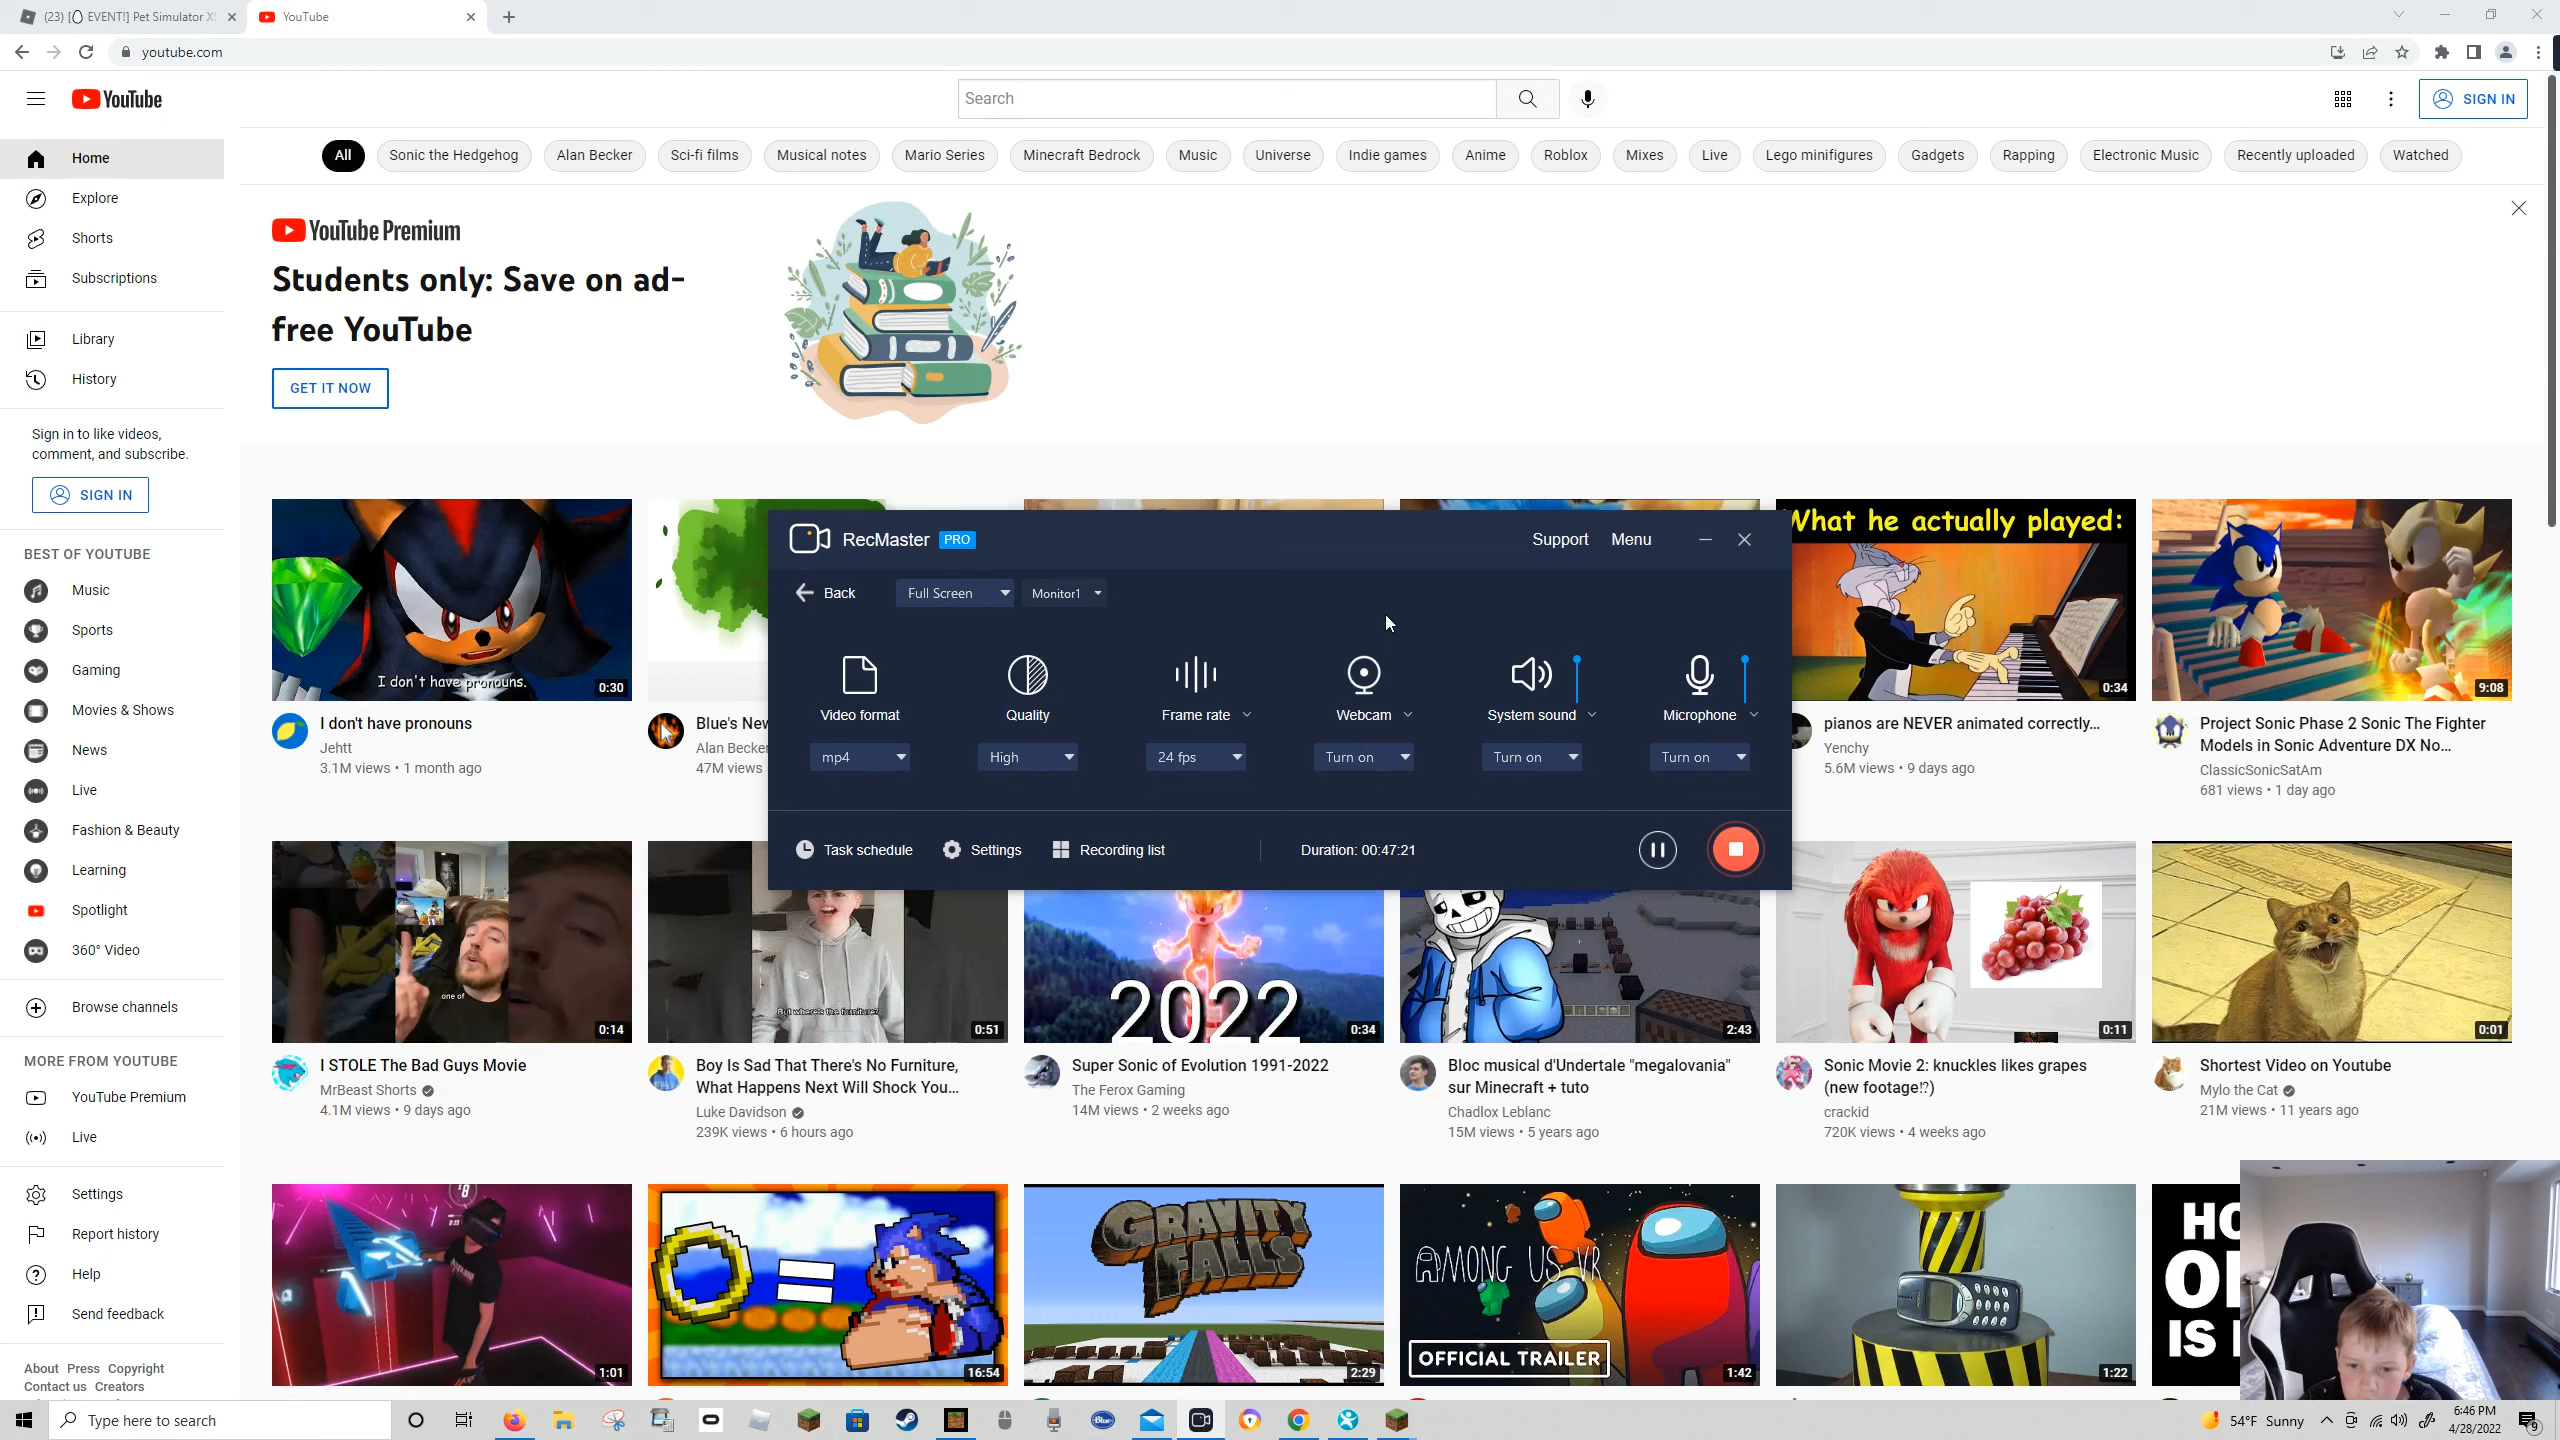 (23) [ EVENT!] Pet Simulator X!
YouTube
youtube.com
YouTube
Search
SIGN IN
All
Sonic the Hedgehog
Alan Becker
Sci-fi films
Musical notes
Mario Series
Minecraft Bedrock
Music
Universe
Indie games
Anime
Roblox
Mixes
Live
Lego minifigures
Gadgets
Rapping
Electronic Music
Recently uploaded
Watched
Home
Explore
Shorts
Subscriptions
Library
History
Sign in to like videos,
comment, and subscribe.
SIGN IN
BEST OF YOUTUBE
Music
Sports
Gaming
Movies & Shows
News
Live
Fashion & Beauty
Learning
Spotlight
360° Video
Browse channels
MORE FROM YOUTUBE
YouTube Premium
Live
Settings
Report history
Help
Send feedback
About Press Copyright
Contact us Creators
YouTube Premium
Students only: Save on ad-
free YouTube
GET IT NOW
I don't have pronouns.
0:30
What he actually played:
0:34
9:08
I don't have pronouns
Jehtt
3.1M views • 1 month ago
Blue's New
Alan Becker
47M views
pianos are NEVER animated correctly...
Yenchy
5.6M views • 9 days ago
Project Sonic Phase 2 Sonic The Fighter
Models in Sonic Adventure DX No...
ClassicSonicSatAm
681 views • 1 day ago
RecMaster PRO
Support
Menu
Back
Full Screen
Monitor1
Video format
Quality
Frame rate
Webcam
System sound
Microphone
mp4
High
24 fps
Turn on
Turn on
Turn on
Task schedule
Settings
Recording list
Duration: 00:47:21
one of
0:14
But where's the furniture?
0:51
2022
0:34
2:43
0:11
0:01
I STOLE The Bad Guys Movie
MrBeast Shorts
4.1M views • 9 days ago
Boy Is Sad That There's No Furniture,
What Happens Next Will Shock You...
Luke Davidson
239K views • 6 hours ago
Super Sonic of Evolution 1991-2022
The Ferox Gaming
14M views • 2 weeks ago
Bloc musical d'Undertale "megalovania"
sur Minecraft + tuto
Chadlox Leblanc
15M views • 5 years ago
Sonic Movie 2: knuckles likes grapes
(new footage⁉)
crackid
720K views • 4 weeks ago
Shortest Video on Youtube
Mylo the Cat
21M views • 11 years ago
1:01
16:54
GRAVITY
FALLS
2:29
AMONG US VR
OFFICIAL TRAILER
1:42
1:22
IS
Type here to search
54°F Sunny
6:46 PM
4/28/2022
9